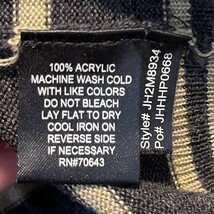 100% ACRYLIC
MACHINE WASH COLD
WITH LIKE COLORS
DO NOT BLEACH
LAY FLAT TO DRY
COOL IRON ON
REVERSE SIDE
IF NECESSARY
RN#70643
Style# JH2M8934
Po# JHHHP0668